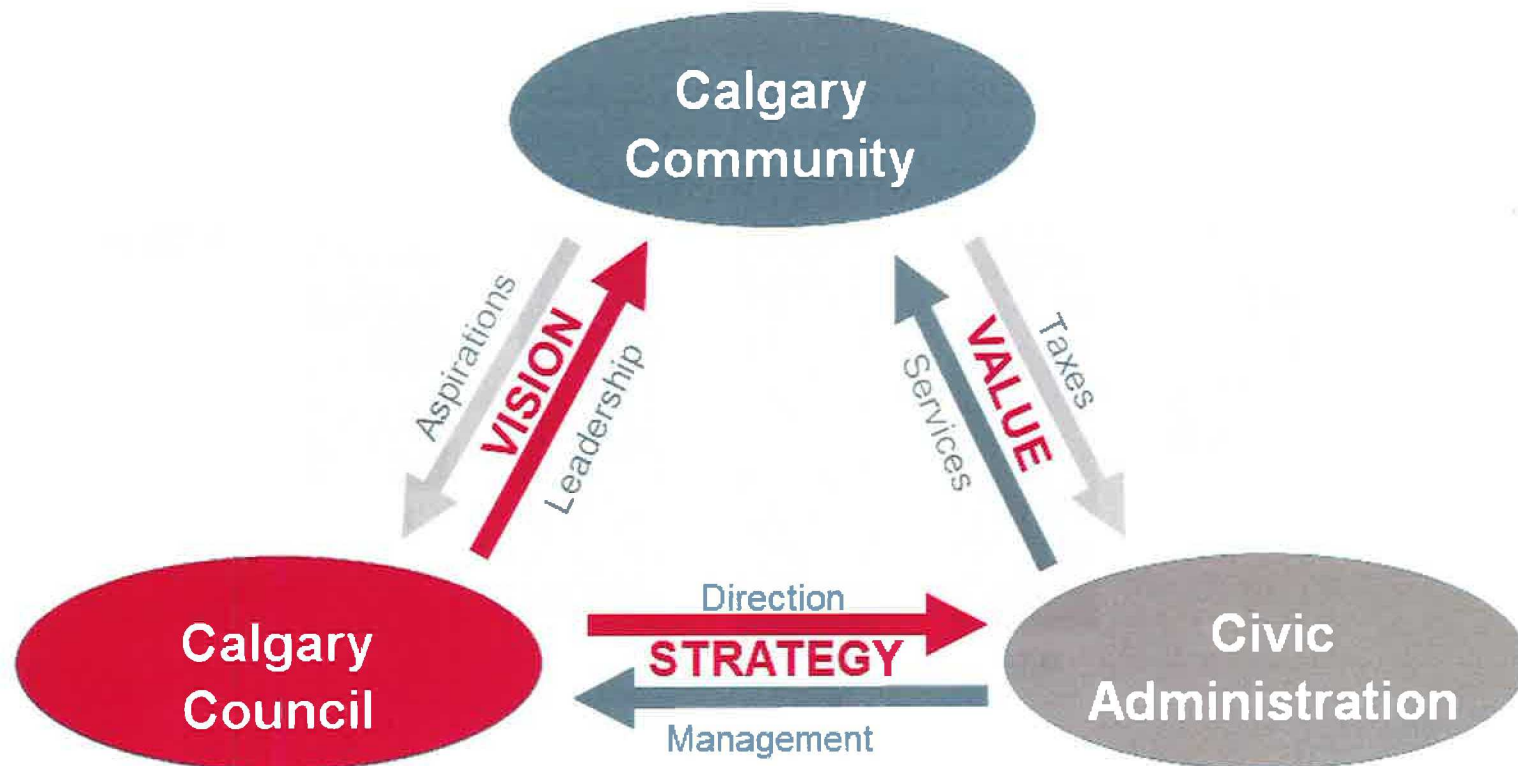 Calgary
Community
Aspirations
VISION
Leadership
Services
VALUE
Taxes
Direction
STRATEGY
Management
Calgary
Council
Civic
Administration